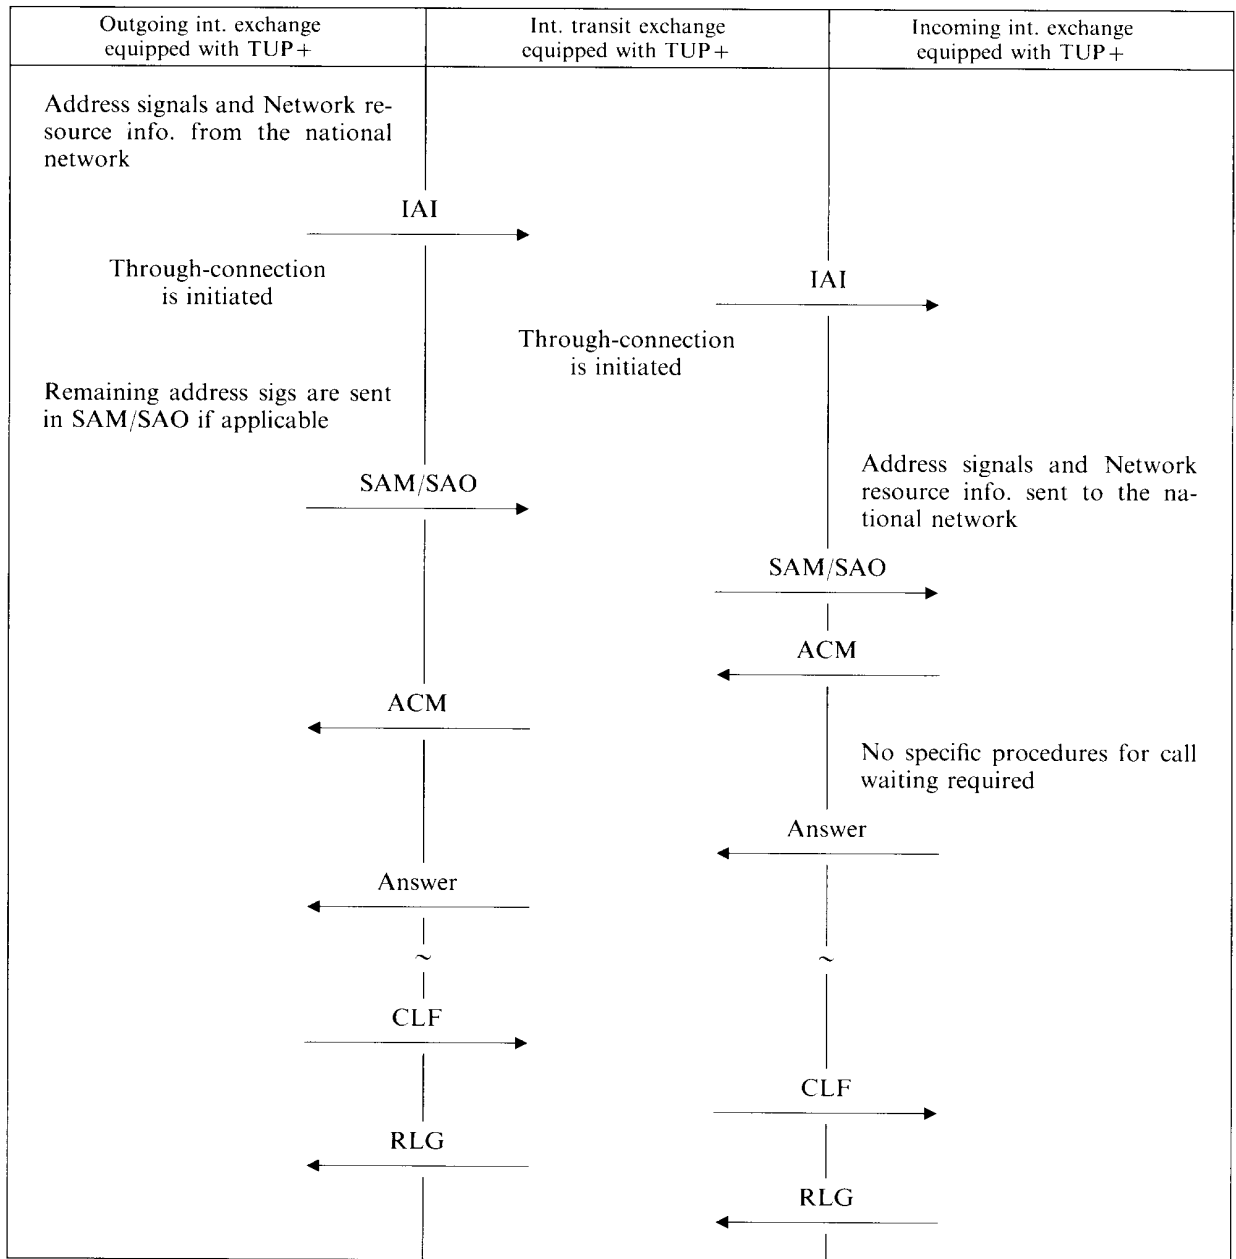 Outgoing int. exchange
equipped with TUP+
Int. transit exchange
equipped with TUP+
Incoming int. exchange
equipped with TUP+
Address signals and Network re-
source info. from the national
network
IAI
Through-connection
is initiated
IAI
Through-connection
is initiated
Remaining address sigs are sent
in SAM/SAO if applicable
SAM/SAO
Address signals and Network
resource info. sent to the na-
tional network
SAM/SAO
ACM
ACM
No specific procedures for call
waiting required
Answer
Answer
~
~
CLF
CLF
RLG
RLG